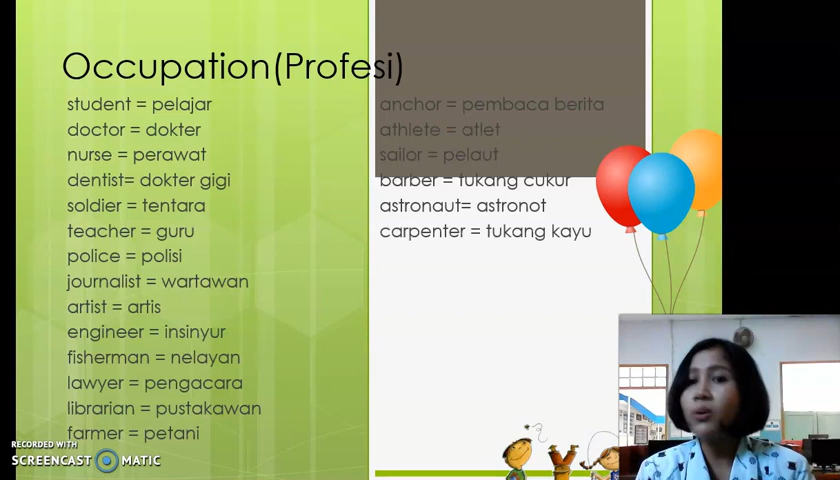 Occupation(Profesi)
student = pelajar
doctor = dokter
nurse = perawat
dentist= dokter gigi
soldier = tentara
teacher = guru
police = polisi
journalist = wartawan
artist = artis
engineer = insinyur
fisherman = nelayan
lawyer = pengacara
librarian = pustakawan
farmer = petani
anchor = pembaca berita
athlete = atlet
sailor = pelaut
barber = tukang cukur
astronaut= astronot
carpenter = tukang kayu
RECORDED WITH
SCREENCAST MATIC